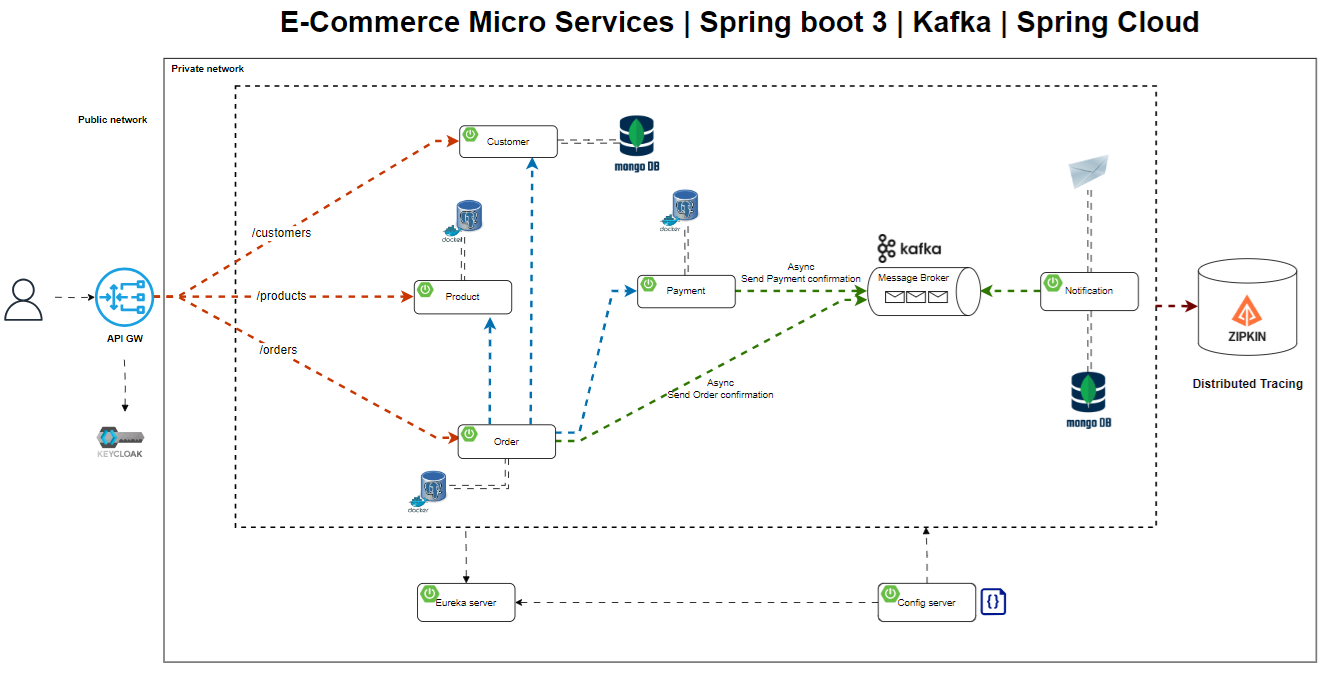 E-Commerce Micro Services | Spring boot 3 | Kafka | Spring Cloud
Private network
Public network
Customer
mongo DB
/customers
docker
docker
kafka
Async
Send Payment confirmation
Message Broker
/products
Product
Payment
Notification
API GW
ZIPKIN
/orders
Distributed Tracing
Async
Send Order confirmation
mongo DB
Order
KEYCLOAK
docker
Eureka server
Config server
{}